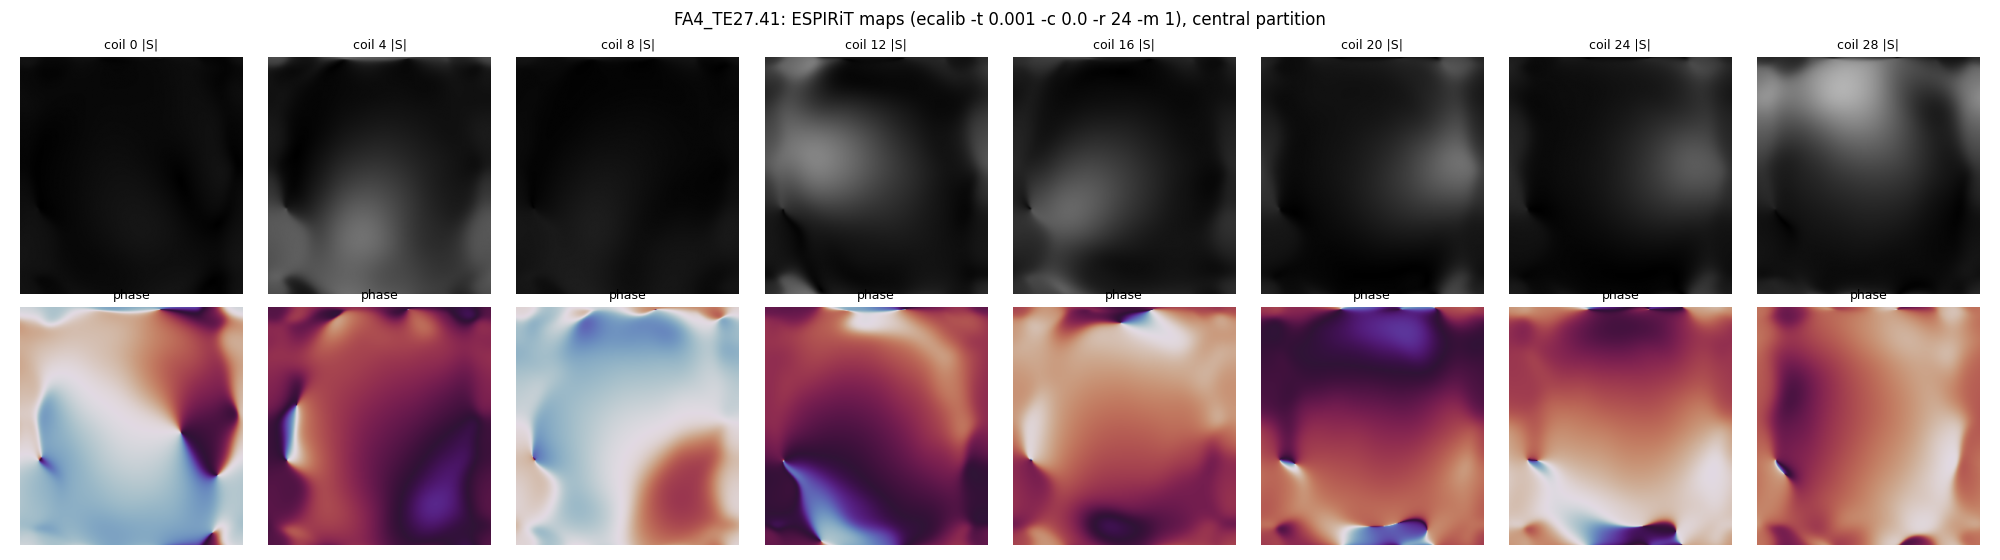 FA4_TE27.41: ESPIRiT maps (ecalib -t 0.001 -c 0.0 -r 24 -m 1), central partition
coil 0 |S|
coil 4 |S|
coil 8 |S|
coil 12 |S|
coil 16 |S|
coil 20 |S|
coil 24 |S|
coil 28 |S|
phase
phase
phase
phase
phase
phase
phase
phase